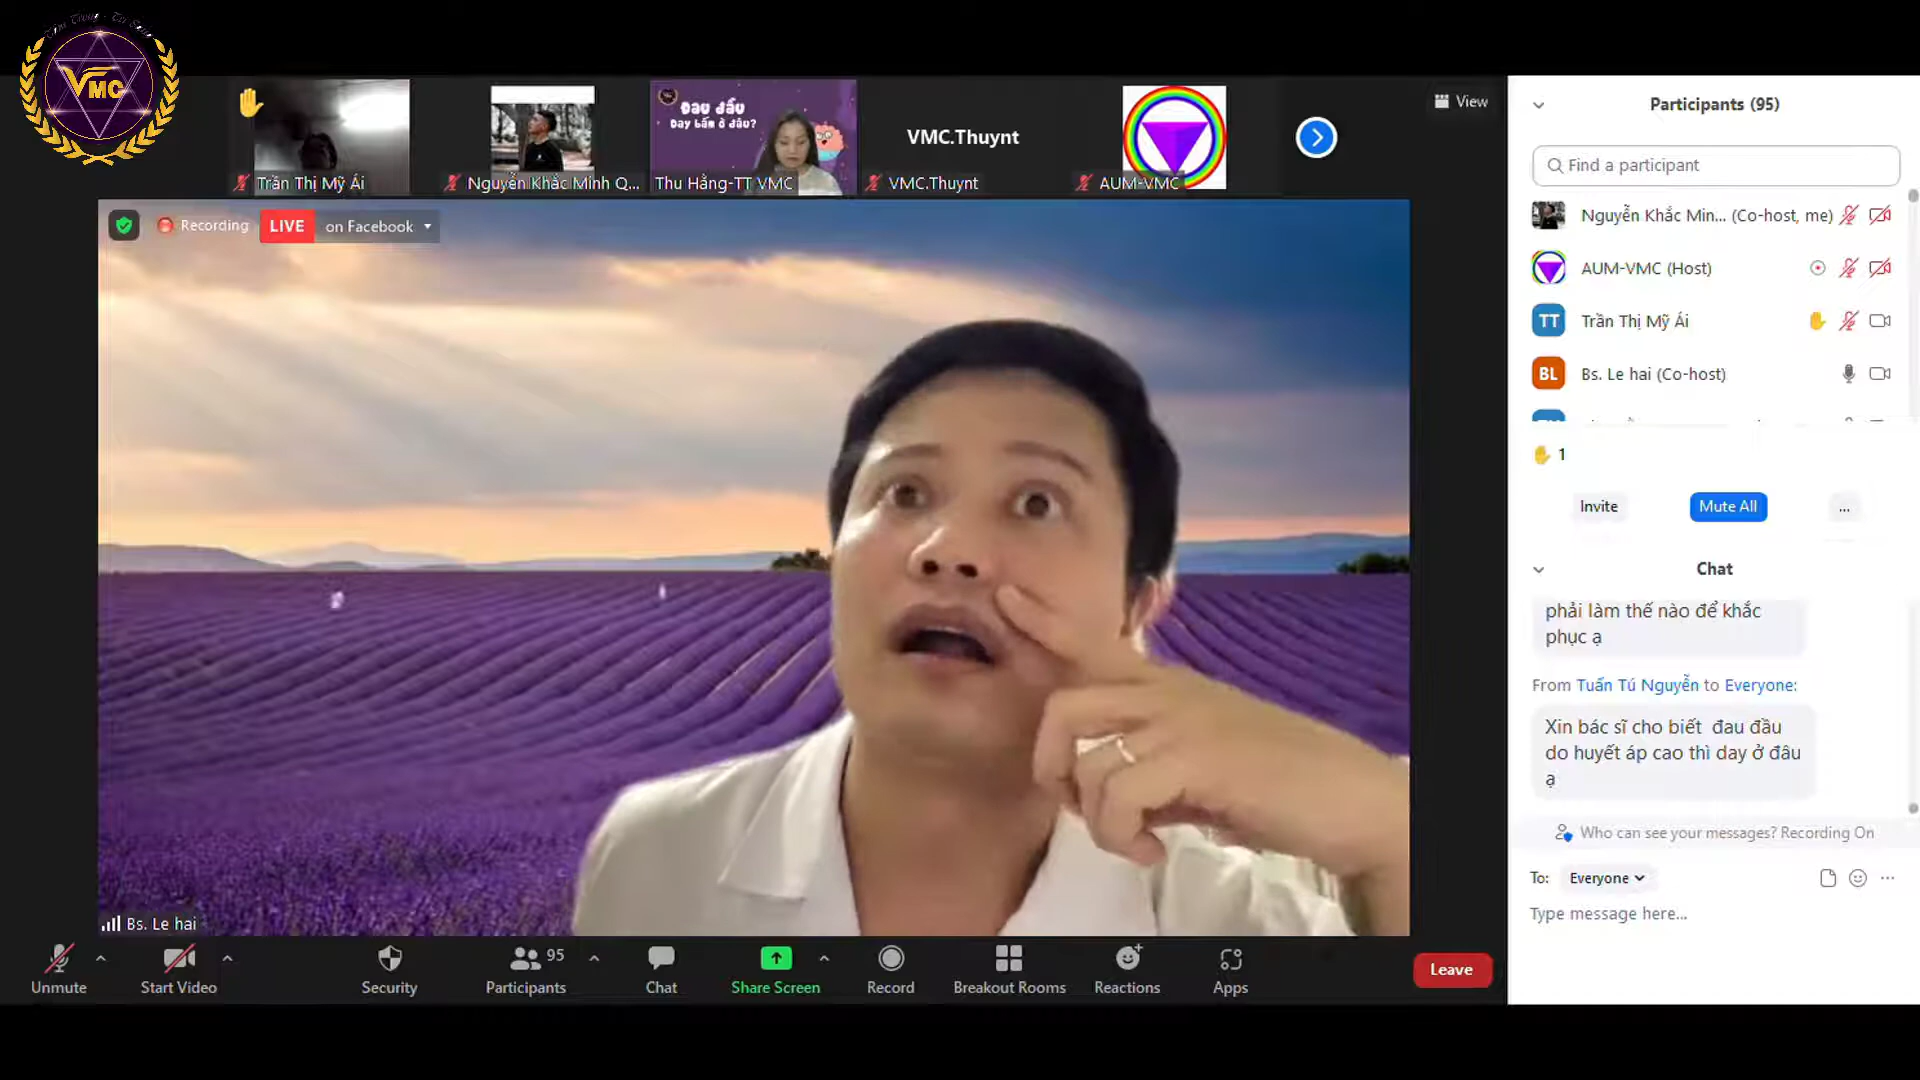 VMC
Trần Thị Mỹ Ái
Nguyễn Khắc Minh Q...
Đau đầu
Day bấm ở đâu?
Thu Hằng-TT VMC
VMC.Thuynt
VMC.Thuynt
AUM-VMC
View
Recording
LIVE
on Facebook
Bs. Le hai
Participants (95)
Find a participant
Nguyễn Khắc Min... (Co-host, me)
AUM-VMC (Host)
TT
Trần Thị Mỹ Ái
BL
Bs. Le hai (Co-host)
1
Invite
Mute All
...
Chat
phải làm thế nào để khắc
phục ạ
From Tuấn Tú Nguyễn to Everyone:
Xin bác sĩ cho biết đau đầu
do huyết áp cao thì day ở đâu
ạ
Who can see your messages? Recording On
To: Everyone
Type message here...
Unmute
Start Video
Security
95
Participants
Chat
Share Screen
Record
Breakout Rooms
Reactions
Apps
Leave